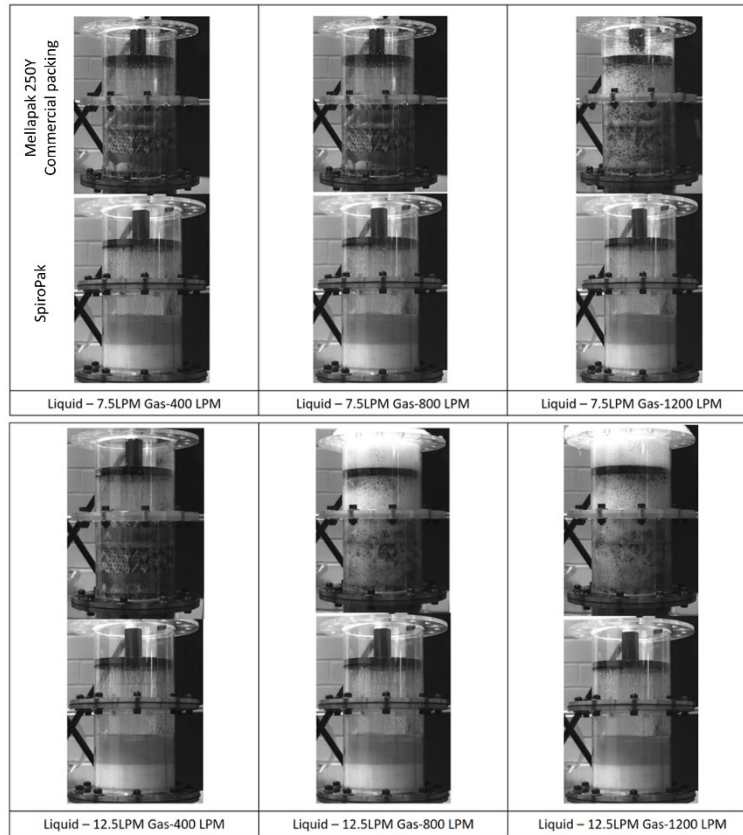 Mellapak 250Y
Commercial packing
SpiroPak
Liquid – 7.5LPM Gas-400 LPM
Liquid – 7.5LPM Gas-800 LPM
Liquid – 7.5LPM Gas-1200 LPM
Liquid – 12.5LPM Gas-400 LPM
Liquid – 12.5LPM Gas-800 LPM
Liquid – 12.5LPM Gas-1200 LPM